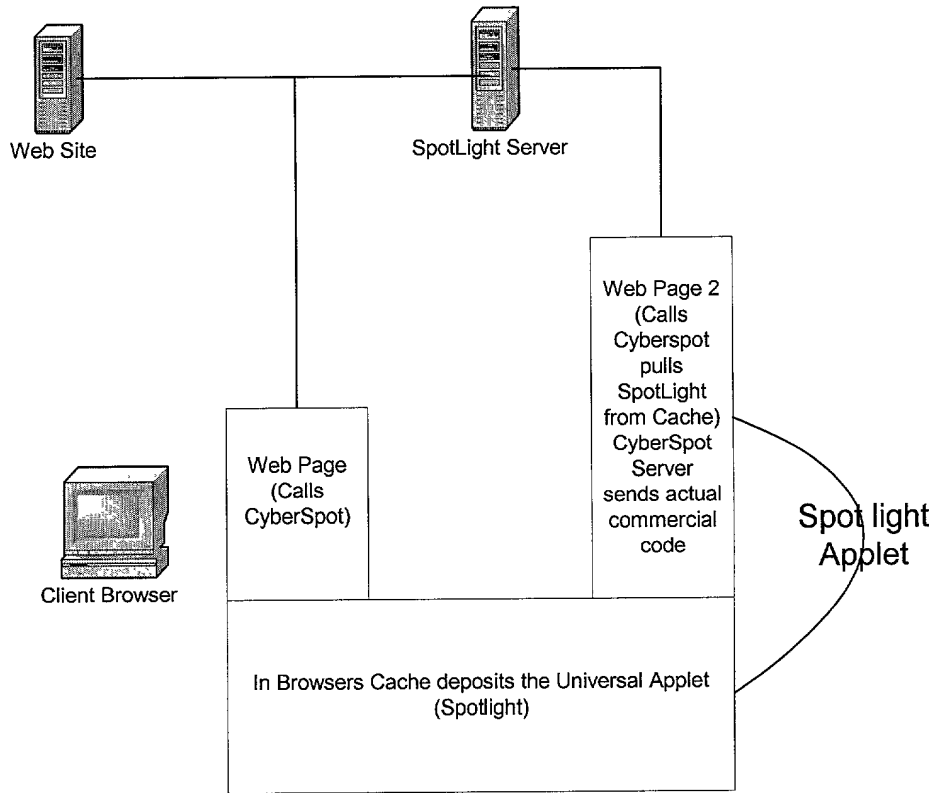 Web Site
SpotLight Server
Web Page 2
(Calls
Cyberspot
pulls
SpotLight
from Cache)
CyberSpot
Server
sends actual
commercial
code
Web Page
(Calls
CyberSpot)
Spot light
Applet
Client Browser
In Browsers Cache deposits the Universal Applet
(Spotlight)